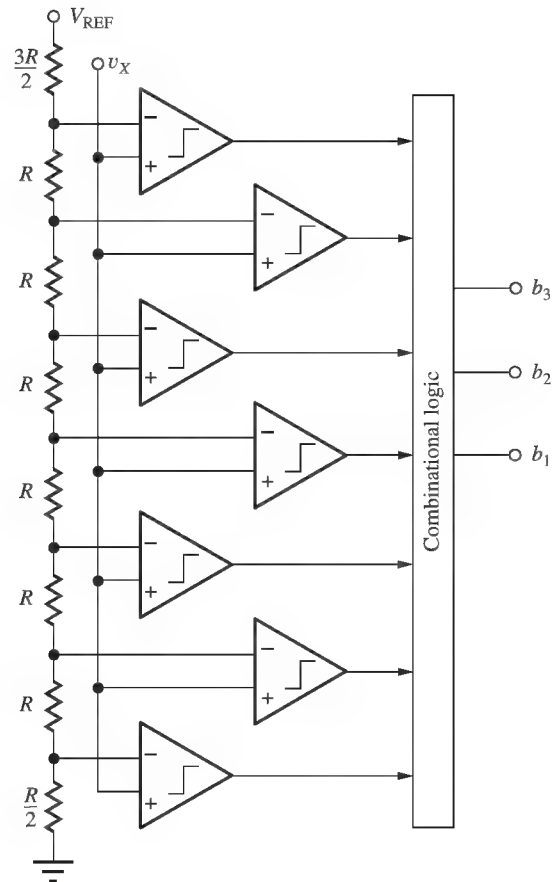 V_REF
v_X
3R/2
−
+
R
−
+
R
−
+
R
−
+
R
−
+
R
−
+
R
−
+
R/2
Combinational logic
b_3
b_2
b_1